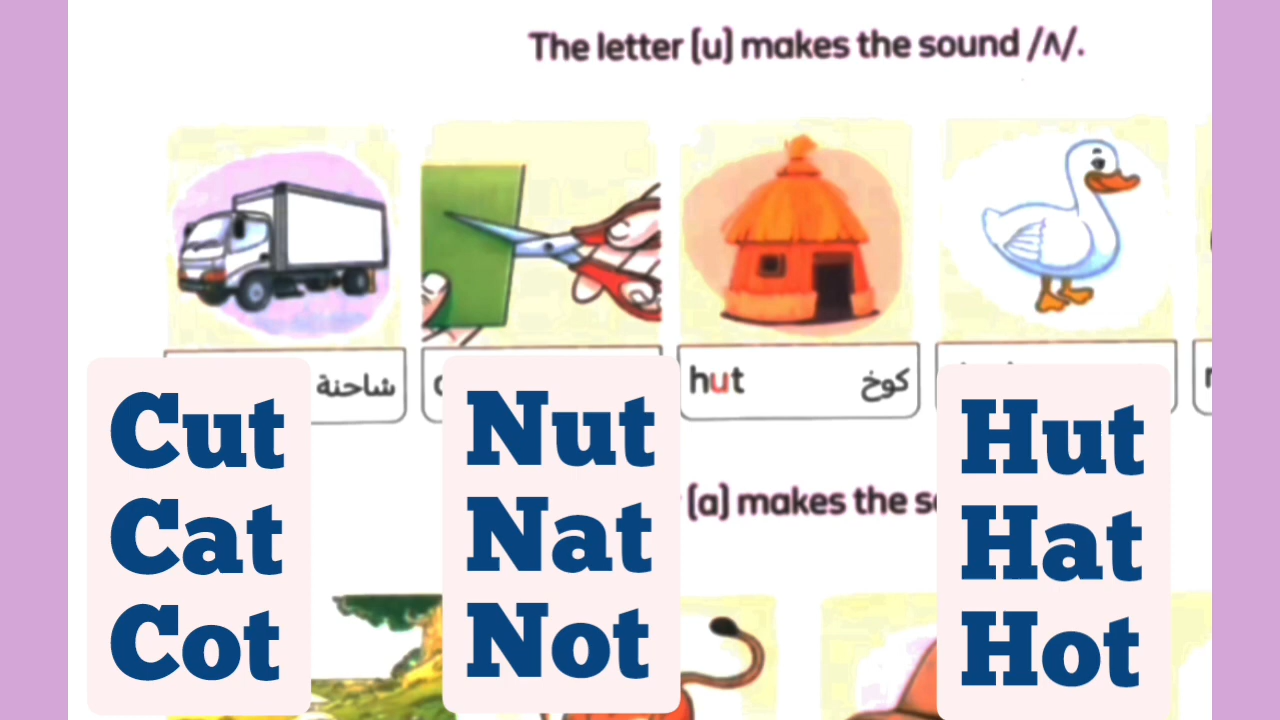 The letter (u) makes the sound /ʌ/.
شاحنة
hut كوخ
(a) makes the
Cut
Cat
Cot
Nut
Nat
Not
Hut
Hat
Hot